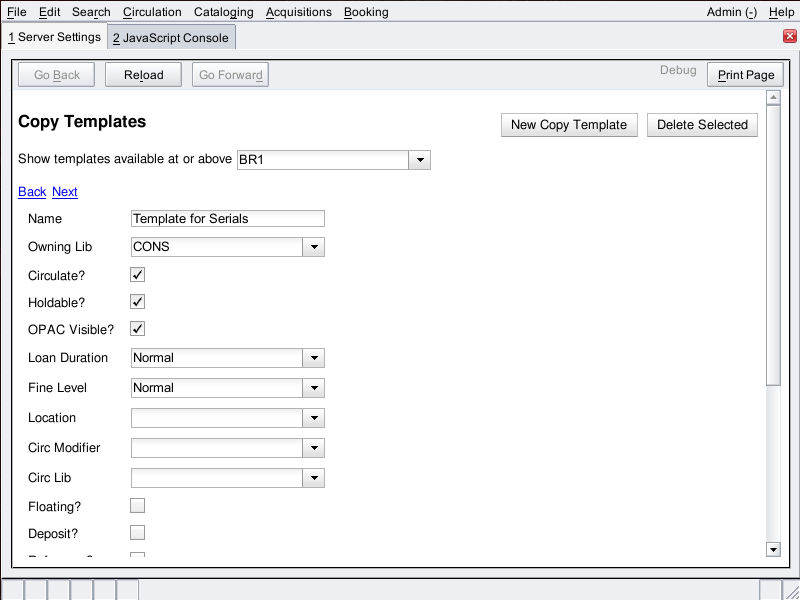 File Edit Search Circulation Cataloging Acquisitions Booking Admin (-) Help
1 Server Settings 2 JavaScript Console
Go Back Reload Go Forward Debug Print Page
Copy Templates New Copy Template Delete Selected
Show templates available at or above BR1
Back Next
Name Template for Serials
Owning Lib CONS
Circulate?
Holdable?
OPAC Visible?
Loan Duration Normal
Fine Level Normal
Location
Circ Modifier
Circ Lib
Floating?
Deposit?